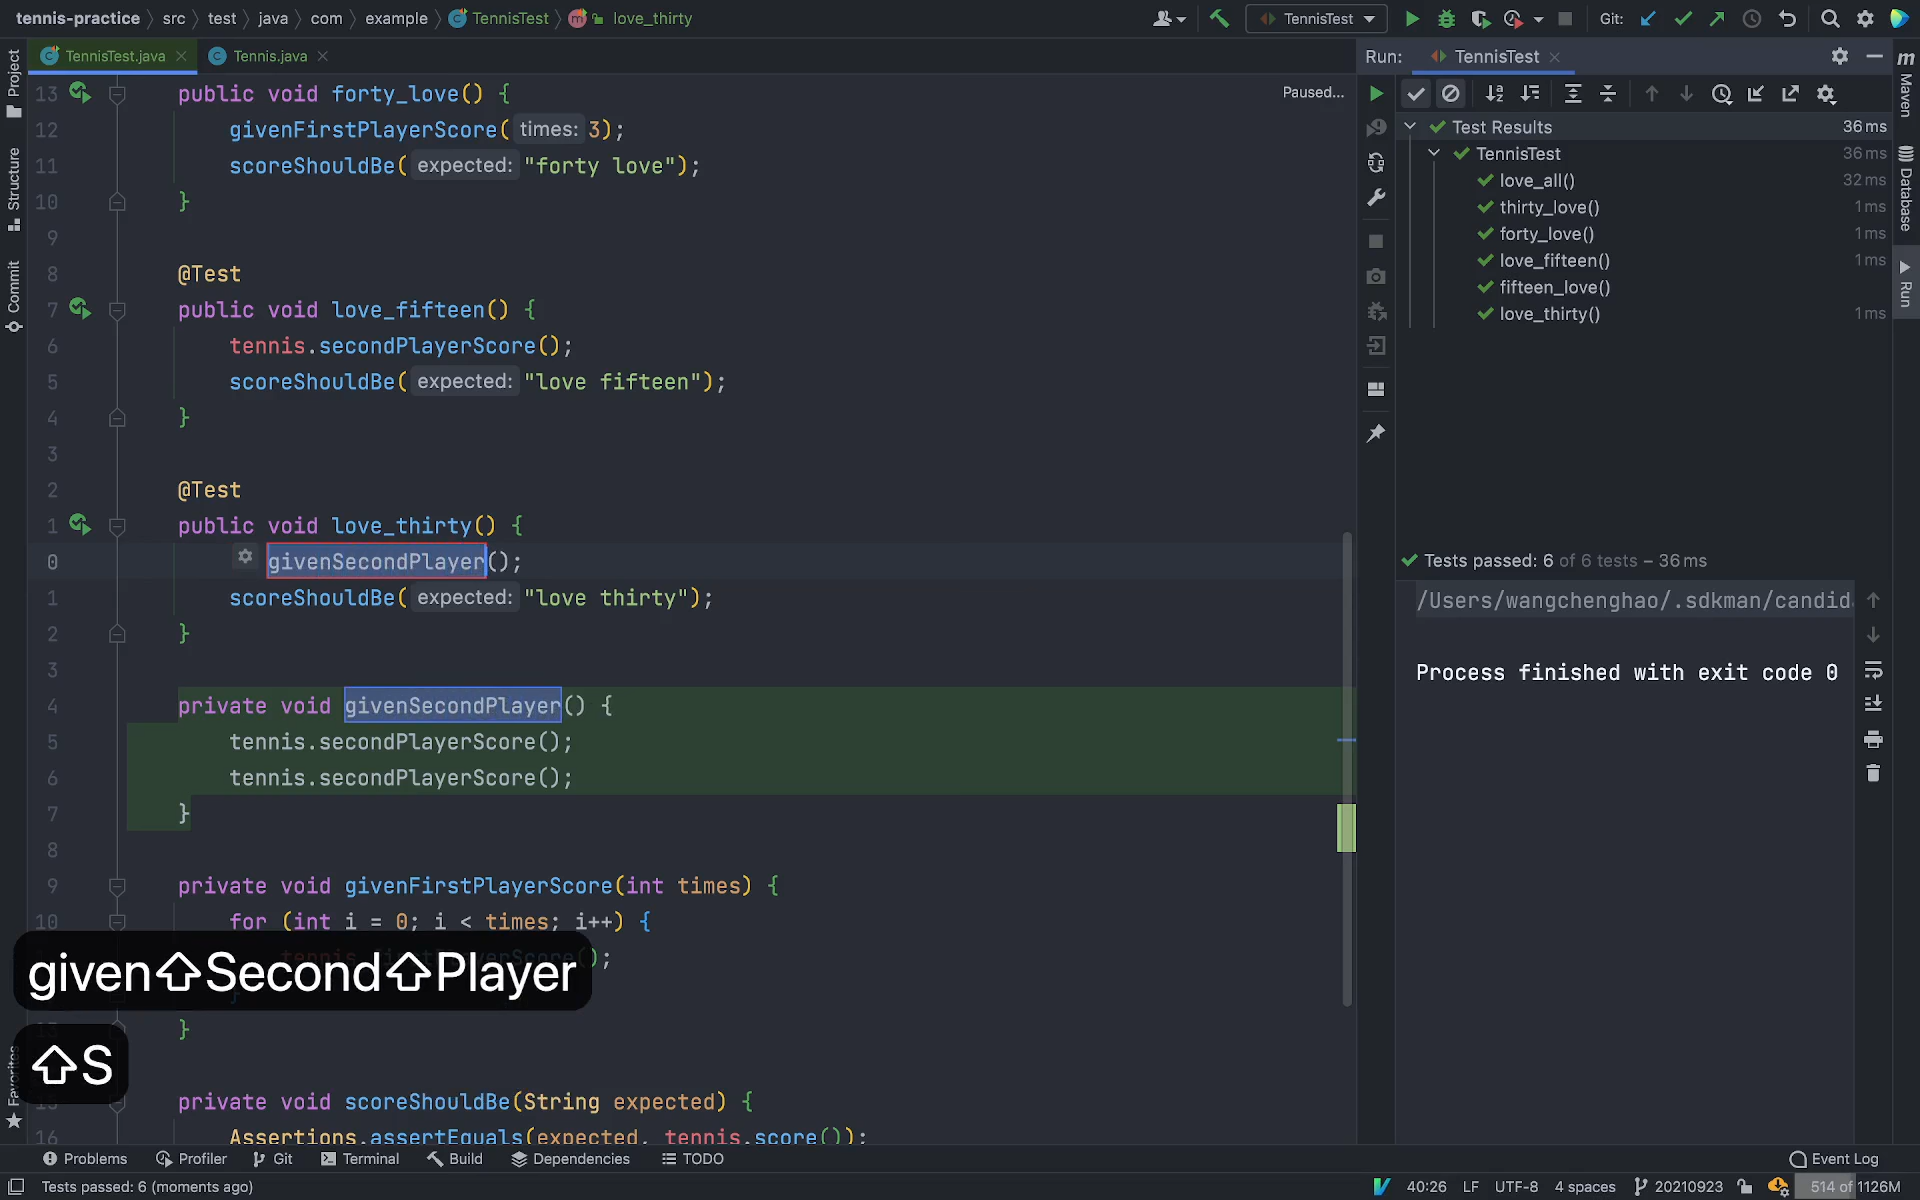 tennis-practice src test java com example TennisTest love_thirty
TennisTest Git:
Project
TennisTest.java Tennis.java
Run: TennisTest
13 public void forty_love() { Paused...
12 givenFirstPlayerScore( times: 3);
11 scoreShouldBe( expected: "forty love");
10 }
9
8 @Test
7 public void love_fifteen() {
6 tennis.secondPlayerScore();
5 scoreShouldBe( expected: "love fifteen");
4 }
3
2 @Test
1 public void love_thirty() {
0 givenSecondPlayer();
1 scoreShouldBe( expected: "love thirty");
2 }
3
4 private void givenSecondPlayer() {
5 tennis.secondPlayerScore();
6 tennis.secondPlayerScore();
7 }
8
9 private void givenFirstPlayerScore(int times) {
10 for (int i = 0; i < times; i++) {
);
}
}
private void scoreShouldBe(String expected) {
16 Assertions.assertEquals(expected, tennis.score());
given⇧Second⇧Player
⇧S
Structure
Commit
Favorites
Test Results 36 ms
TennisTest 36 ms
love_all() 32 ms
thirty_love() 1 ms
forty_love() 1 ms
love_fifteen() 1 ms
fifteen_love()
love_thirty() 1 ms
Tests passed: 6 of 6 tests – 36 ms
/Users/wangchenghao/.sdkman/candid
Process finished with exit code 0
m Maven
Database
Run
Problems Profiler Git Terminal Build Dependencies TODO Event Log
Tests passed: 6 (moments ago) 40:26 LF UTF-8 4 spaces 20210923 514 of 1126M